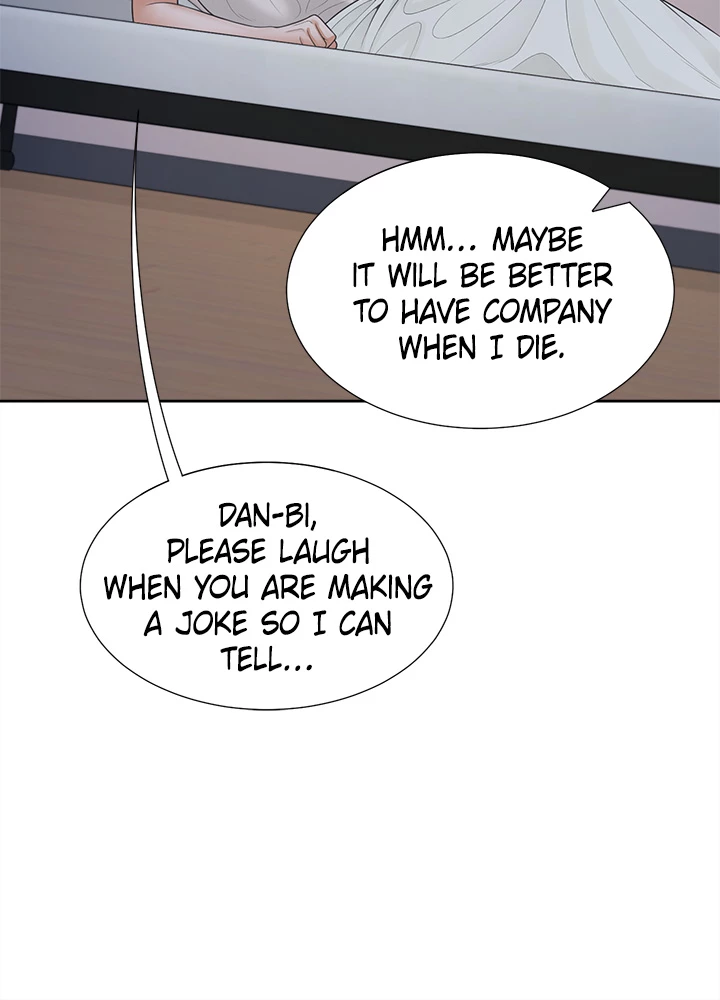 HMM... MAYBE
IT WILL BE BETTER
TO HAVE COMPANY
WHEN I DIE.
DAN-BI,
PLEASE LAUGH
WHEN YOU ARE MAKING
A JOKE SO I CAN
TELL...